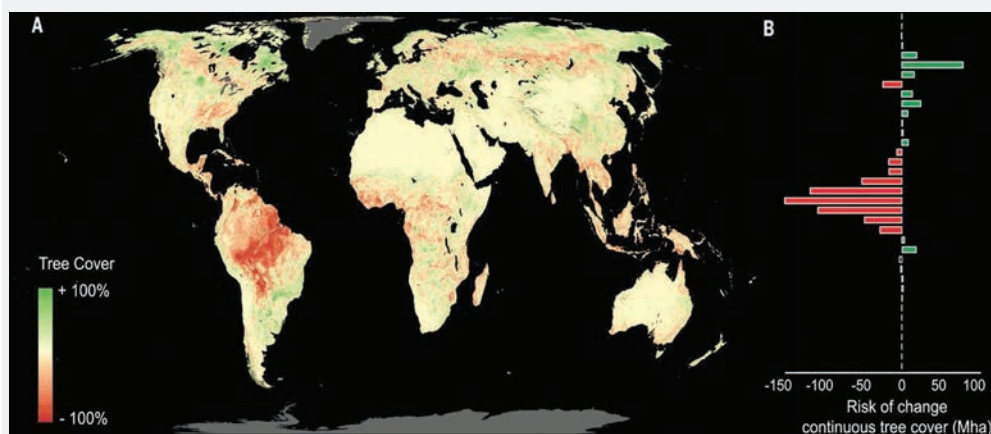 A
B
Tree Cover
+ 100%
- 100%
-150 -100 -50 0 50 100
Risk of change
continuous tree cover (Mha)